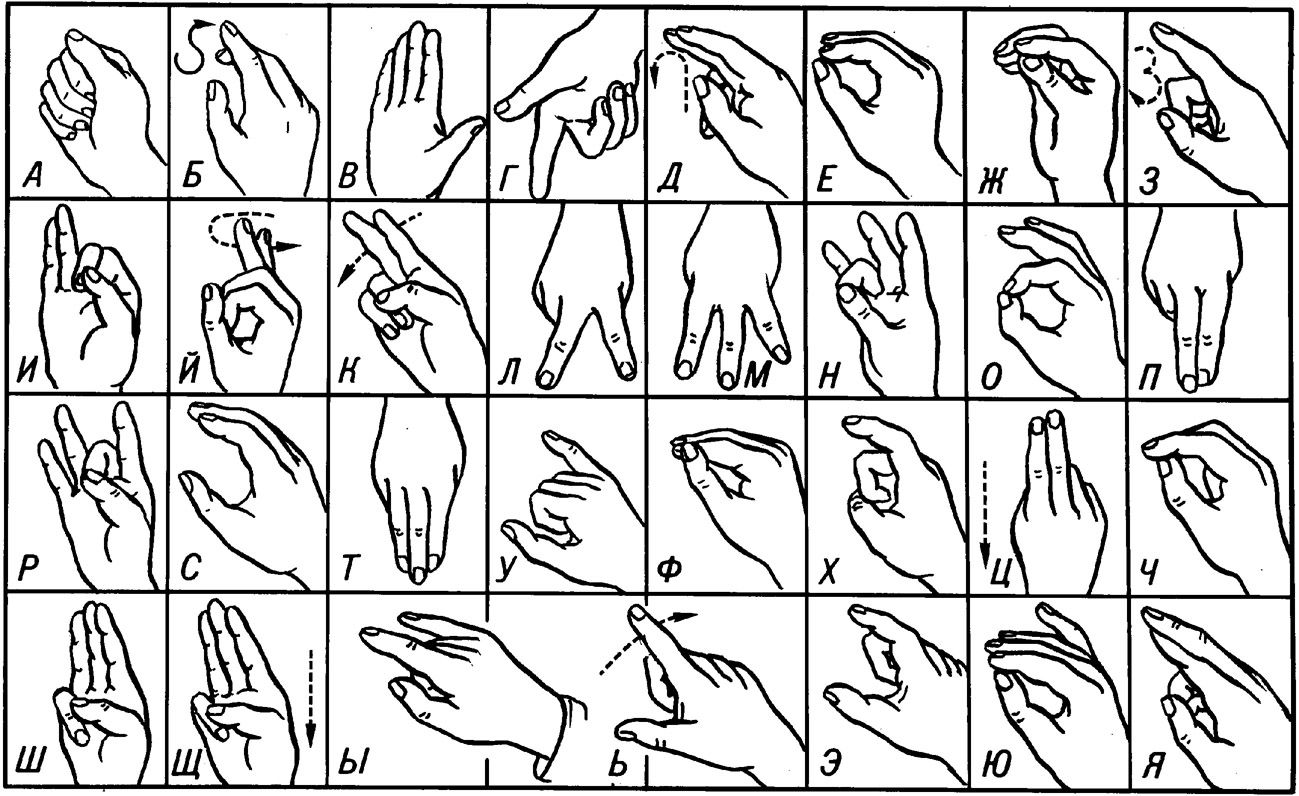 А Б В Г Д Е Ж З
И Й К Л М Н О П
Р С Т У Ф Х Ц Ч
Ш Щ Ы Ь Э Ю Я